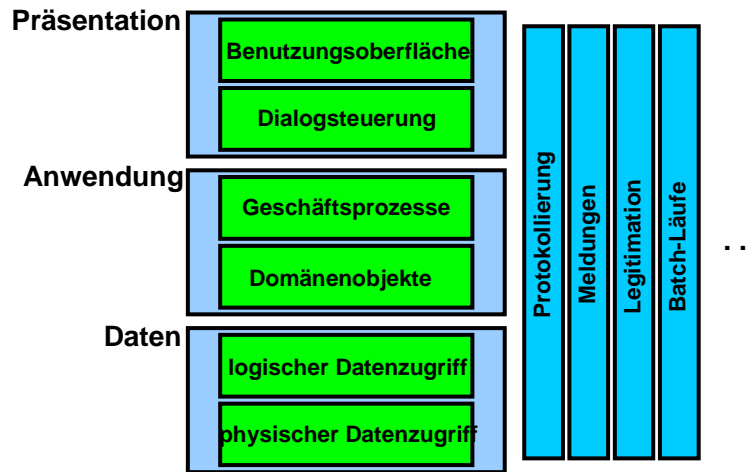 Präsentation
Benutzungsoberfläche
Dialogsteuerung
Anwendung
Geschäftsprozesse
Domänenobjekte
Daten
logischer Datenzugriff
physischer Datenzugriff
Protokollierung
Meldungen
Legitimation
Batch-Läufe
. .